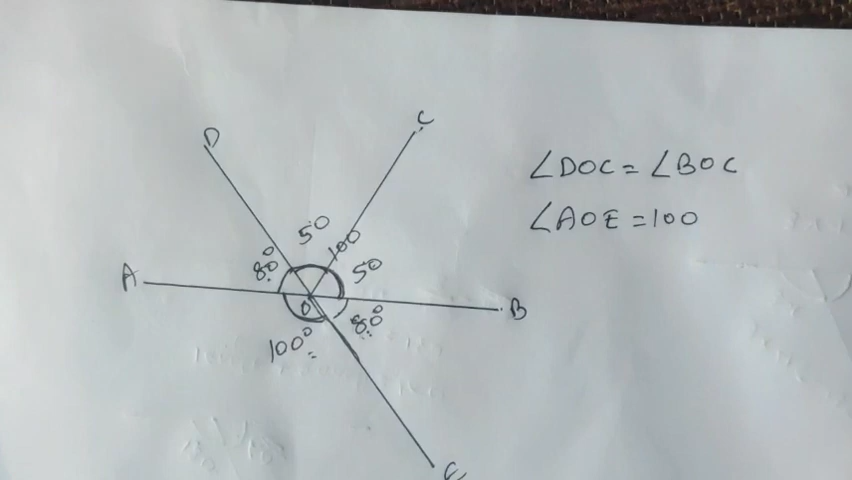 D
C
∠DOC = ∠BOC
∠AOE = 100
50
100
80°
50
A
B
O
80°
100°
E